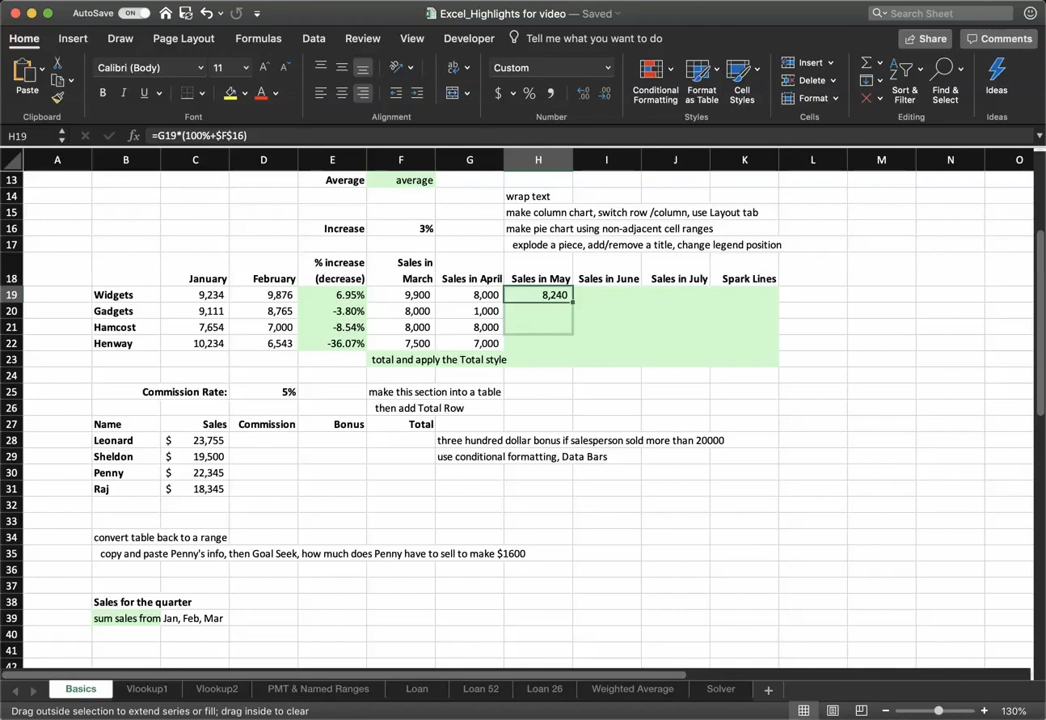 AutoSave ON Excel_Highlights for video — Saved Search Sheet
Home Insert Draw Page Layout Formulas Data Review View Developer Tell me what you want to do Share Comments
Paste Calibri (Body) 11 A A Custom Insert Σ
B I U A $ % Conditional Formatting Format as Table Cell Styles Delete Format Sort & Filter Find & Select Ideas
Clipboard Font Alignment Number Styles Cells Editing Ideas
H19 fx =G19*(100%+$F$16)
A B C D E F G H I J K L M N O
13 Average average
14 wrap text
15 make column chart, switch row /column, use Layout tab
16 Increase 3% make pie chart using non-adjacent cell ranges
17 explode a piece, add/remove a title, change legend position
% increase Sales in
18 January February (decrease) March Sales in April Sales in May Sales in June Sales in July Spark Lines
19 Widgets 9,234 9,876 6.95% 9,900 8,000 8,240
20 Gadgets 9,111 8,765 -3.80% 8,000 1,000
21 Hamcost 7,654 7,000 -8.54% 8,000 8,000
22 Henway 10,234 6,543 -36.07% 7,500 7,000
23 total and apply the Total style
24
25 Commission Rate: 5% make this section into a table
26 then add Total Row
27 Name Sales Commission Bonus Total
28 Leonard $ 23,755 three hundred dollar bonus if salesperson sold more than 20000
29 Sheldon $ 19,500 use conditional formatting, Data Bars
30 Penny $ 22,345
31 Raj $ 18,345
32
33
34 convert table back to a range
35 copy and paste Penny's info, then Goal Seek, how much does Penny have to sell to make $1600
36
37
38 Sales for the quarter
39 sum sales from Jan, Feb, Mar
40
41
42
Basics Vlookup1 Vlookup2 PMT & Named Ranges Loan Loan 52 Loan 26 Weighted Average Solver +
Drag outside selection to extend series or fill; drag inside to clear 130%